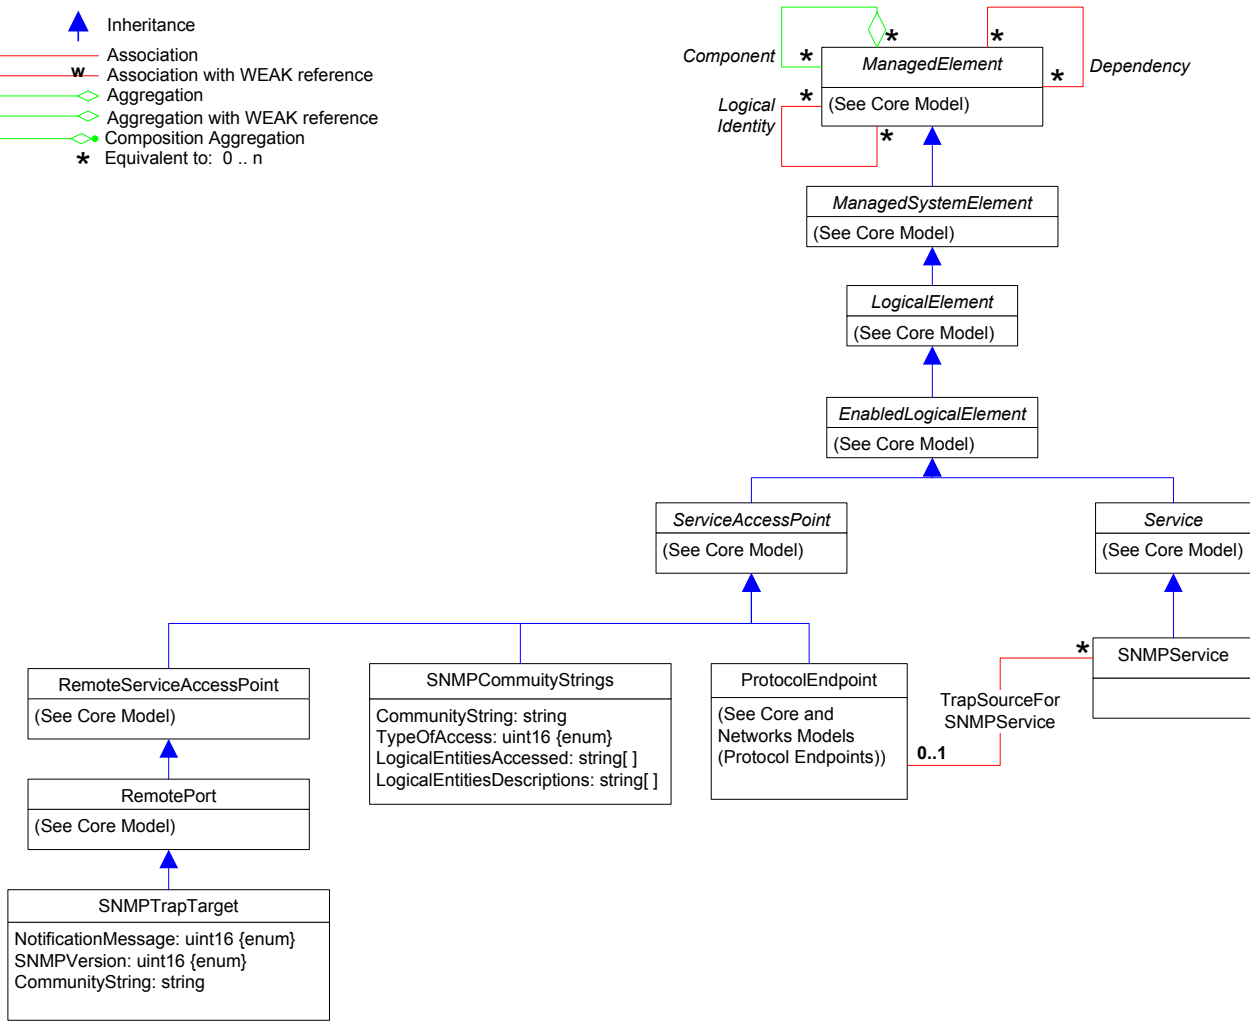 Inheritance
Association
w Association with WEAK reference
Aggregation
Aggregation with WEAK reference
Composition Aggregation
* Equivalent to: 0 .. n
Component
*
*
ManagedElement
(See Core Model)
*
*
Dependency
Logical
Identity
*
*
ManagedSystemElement
(See Core Model)
LogicalElement
(See Core Model)
EnabledLogicalElement
(See Core Model)
ServiceAccessPoint
(See Core Model)
Service
(See Core Model)
RemoteServiceAccessPoint
(See Core Model)
SNMPCommuityStrings
CommunityString: string
TypeOfAccess: uint16 {enum}
LogicalEntitiesAccessed: string[ ]
LogicalEntitiesDescriptions: string[ ]
ProtocolEndpoint
(See Core and
Networks Models
(Protocol Endpoints))
0..1
TrapSourceFor
SNMPService
*
SNMPService
RemotePort
(See Core Model)
SNMPTrapTarget
NotificationMessage: uint16 {enum}
SNMPVersion: uint16 {enum}
CommunityString: string